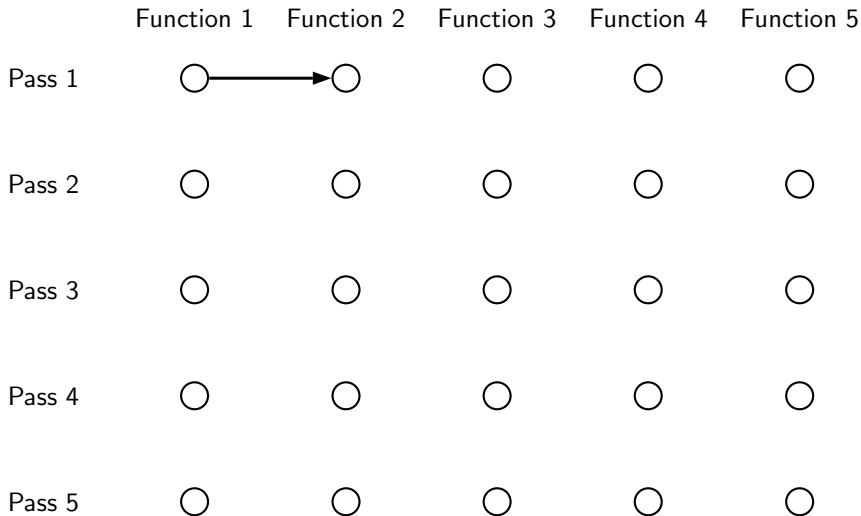 Function 1 Function 2 Function 3 Function 4 Function 5
Pass 1
Pass 2
Pass 3
Pass 4
Pass 5